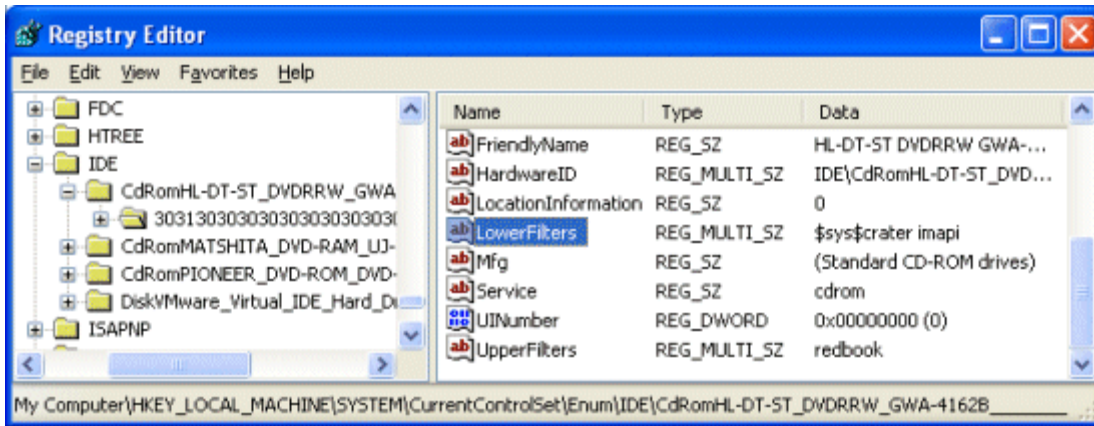 Registry Editor
File Edit View Favorites Help
FDC
HTREE
IDE
CdRomHL-DT-ST_DVDRRW_GWA
CdRomMATSHITA_DVD-RAM_UJ-
CdRomPIONEER_DVD-ROM_DVD-
DiskVMware_Virtual_IDE_Hard
ISAPNP
Name Type Data
FriendlyName REG_SZ HL-DT-ST DVDRRW GWA-...
HardwareID REG_MULTI_SZ IDE\CdRomHL-DT-ST_DVD...
LocationInformation REG_SZ 0
LowerFilters REG_MULTI_SZ $sys$crater imapi
Mfg REG_SZ (Standard CD-ROM drives)
Service REG_SZ cdrom
UINumber REG_DWORD 0x00000000 (0)
UpperFilters REG_MULTI_SZ redbook
My Computer\HKEY_LOCAL_MACHINE\SYSTEM\CurrentControlSet\Enum\IDE\CdRomHL-DT-ST_DVDRRW_GWA-4162B